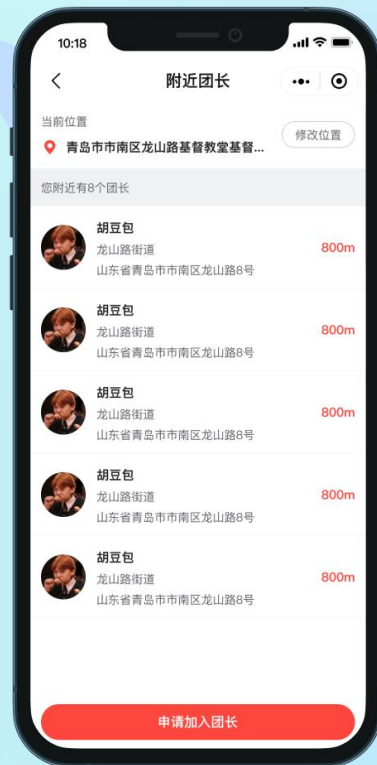 10:18
附近团长
当前位置
青岛市市南区龙山路基督教堂基督...
修改位置
您附近有8个团长
胡豆包
龙山路街道
800m
山东省青岛市市南区龙山路8号
胡豆包
龙山路街道
800m
山东省青岛市市南区龙山路8号
胡豆包
龙山路街道
800m
山东省青岛市市南区龙山路8号
胡豆包
龙山路街道
800m
山东省青岛市市南区龙山路8号
胡豆包
龙山路街道
800m
山东省青岛市市南区龙山路8号
申请加入团长